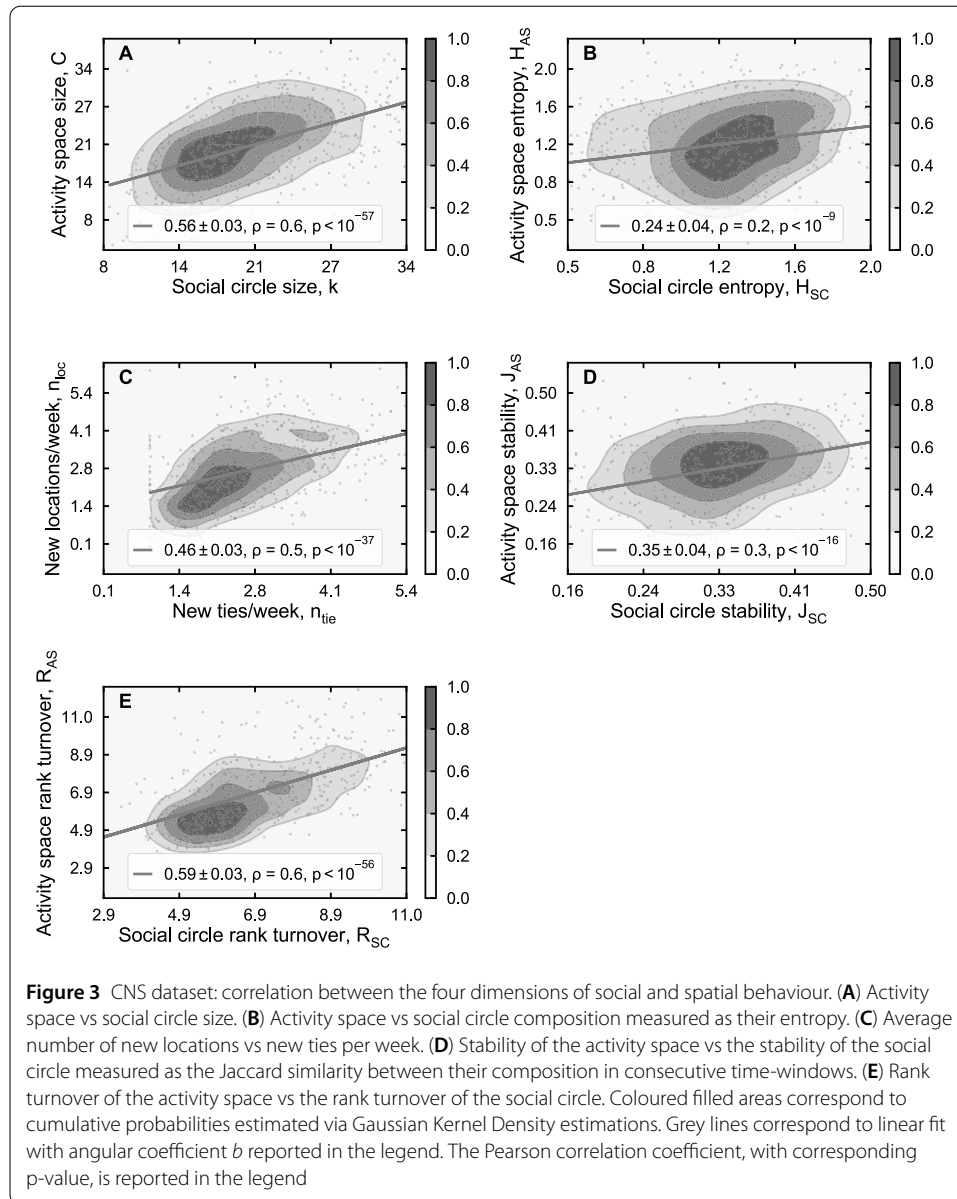 A
Activity space size, C
37
34
27
21
14
8
8 14 21 27 34
Social circle size, k
0.56±0.03, ρ = 0.6, p < 10⁻⁵⁷
1.0
0.8
0.6
0.4
0.2
0.0
B
Activity space entropy, H_AS
2.0
1.6
1.2
0.8
0.5
0.5 0.8 1.2 1.6 2.0
Social circle entropy, H_SC
0.24±0.04, ρ = 0.2, p < 10⁻⁹
1.0
0.8
0.6
0.4
0.2
0.0
C
New locations/week, n_loc
5.4
4.1
2.8
1.4
0.1
0.1 1.4 2.8 4.1 5.4
New ties/week, n_tie
0.46±0.03, ρ = 0.5, p < 10⁻³⁷
1.0
0.8
0.6
0.4
0.2
0.0
D
Activity space stability, J_AS
0.50
0.41
0.33
0.24
0.16
0.16 0.24 0.33 0.41 0.50
Social circle stability, J_SC
0.35±0.04, ρ = 0.3, p < 10⁻¹⁶
1.0
0.8
0.6
0.4
0.2
0.0
E
Activity space rank turnover, R_AS
11.0
8.9
6.9
4.9
2.9
2.9 4.9 6.9 8.9 11.0
Social circle rank turnover, R_SC
0.59±0.03, ρ = 0.6, p < 10⁻⁵⁶
1.0
0.8
0.6
0.4
0.2
0.0
Figure 3 CNS dataset: correlation between the four dimensions of social and spatial behaviour. (A) Activity
space vs social circle size. (B) Activity space vs social circle composition measured as their entropy. (C) Average
number of new locations vs new ties per week. (D) Stability of the activity space vs the stability of the social
circle measured as the Jaccard similarity between their composition in consecutive time-windows. (E) Rank
turnover of the activity space vs the rank turnover of the social circle. Coloured filled areas correspond to
cumulative probabilities estimated via Gaussian Kernel Density estimations. Grey lines correspond to linear fit
with angular coefficient b reported in the legend. The Pearson correlation coefficient, with corresponding
p-value, is reported in the legend